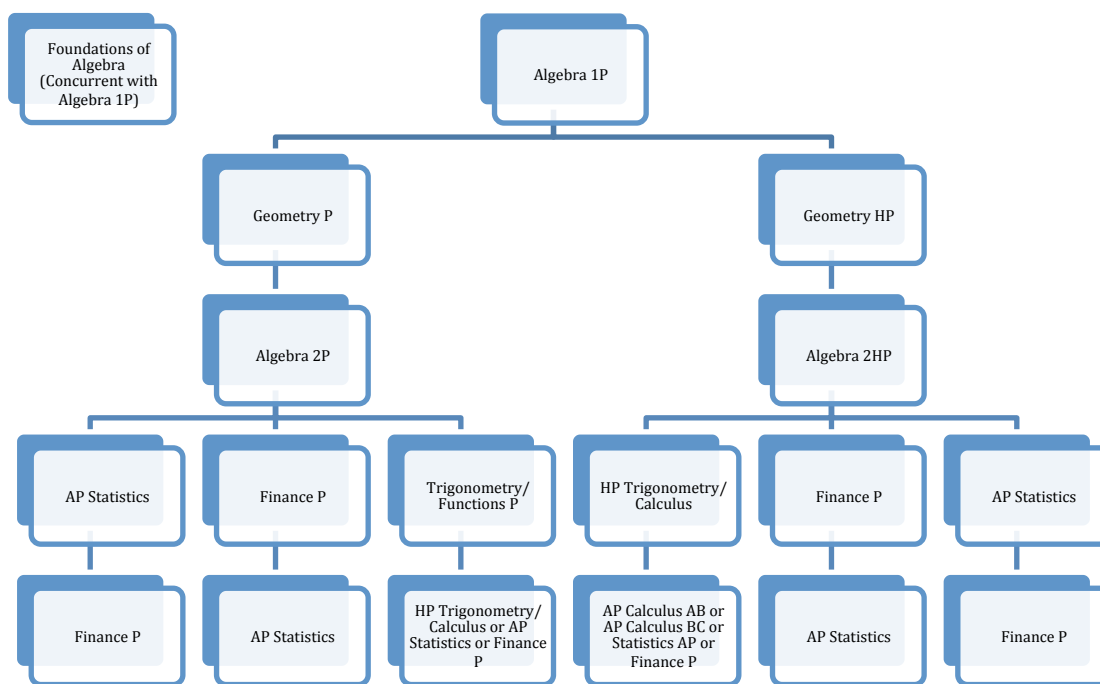 Foundations of
Algebra
(Concurrent with
Algebra 1P)
Algebra 1P
Geometry P
Geometry HP
Algebra 2P
Algebra 2HP
AP Statistics
Finance P
Trigonometry/
Functions P
HP Trigonometry/
Calculus
Finance P
AP Statistics
Finance P
AP Statistics
HP Trigonometry/
Calculus or AP
Statistics or Finance
P
AP Calculus AB or
AP Calculus BC or
Statistics AP or
Finance P
AP Statistics
Finance P